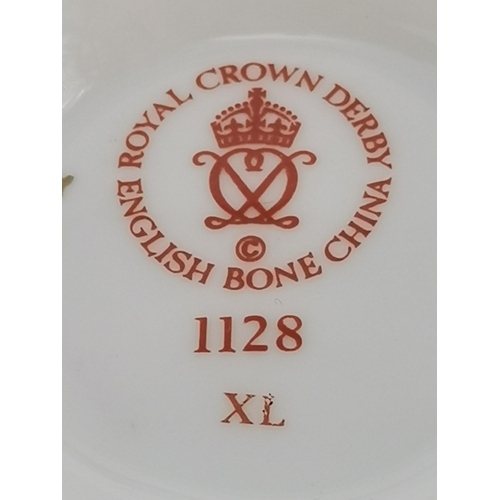 ROYAL CROWN DERBY
ENGLISH BONE CHINA
©
1128
XL